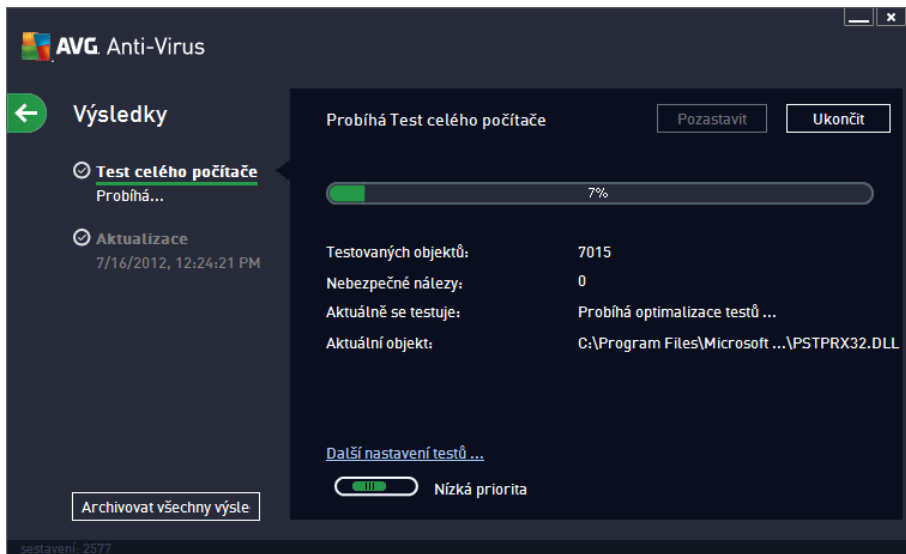 AVG. Anti-Virus
Výsledky
Test celého počítače
Probíhá...
Aktualizace
7/16/2012, 12:24:21 PM
Archivovat všechny výsle
Probíhá Test celého počítače
Pozastavit
Ukončit
7%
Testovaných objektů: 7015
Nebezpečné nálezy: 0
Aktuálně se testuje: Probíhá optimalizace testů ...
Aktuální objekt: C:\Program Files\Microsoft ...\PSTPRX32.DLL
Další nastavení testů ...
Nízká priorita
sestavení: 2577